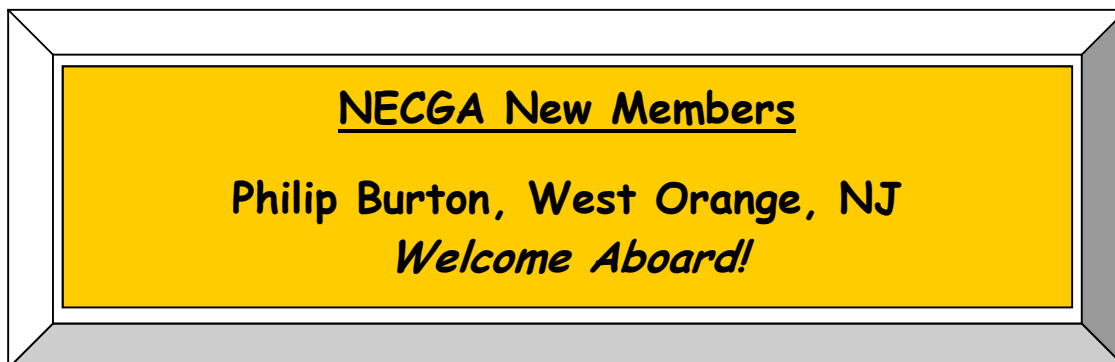 NECGA New Members
Philip Burton, West Orange, NJ
Welcome Aboard!